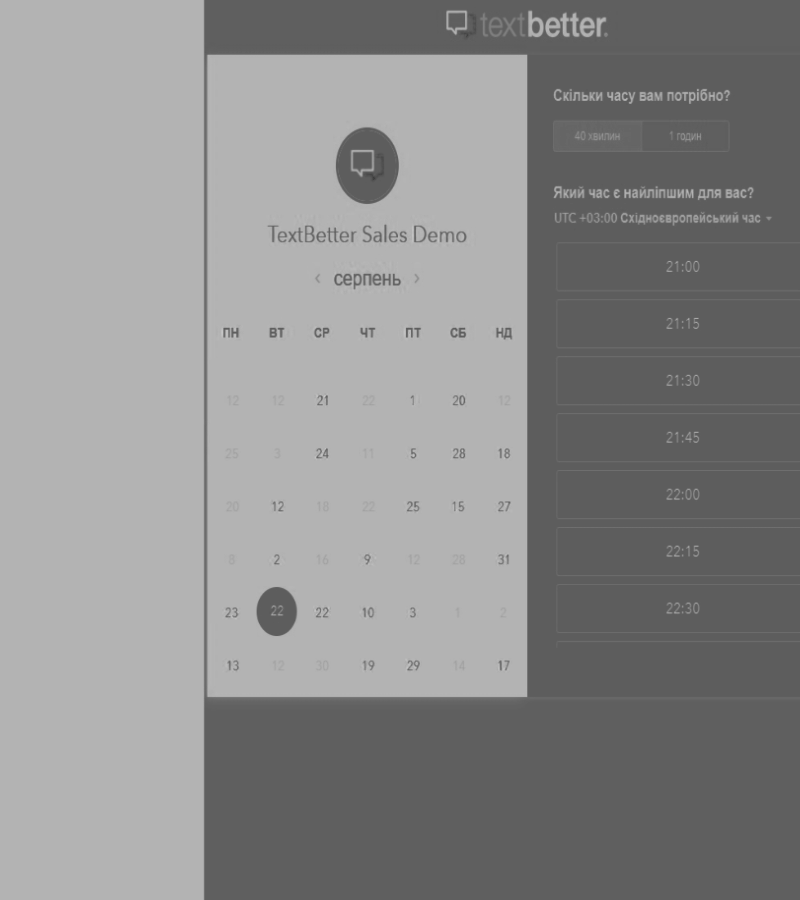 textbetter.
TextBetter Sales Demo
‹ серпень ›
ПН ВТ СР ЧТ ПТ СБ НД
12 12 21 22 1 20 12
25 3 24 11 5 28 18
20 12 18 22 25 15 27
8 2 16 9 12 28 31
23 22 22 10 3 1 2
13 12 30 19 29 14 17
Скільки часу вам потрібно?
40 хвилин 1 годин
Який час є найліпшим для вас?
UTC +03:00 Східноєвропейський час
21:00
21:15
21:30
21:45
22:00
22:15
22:30